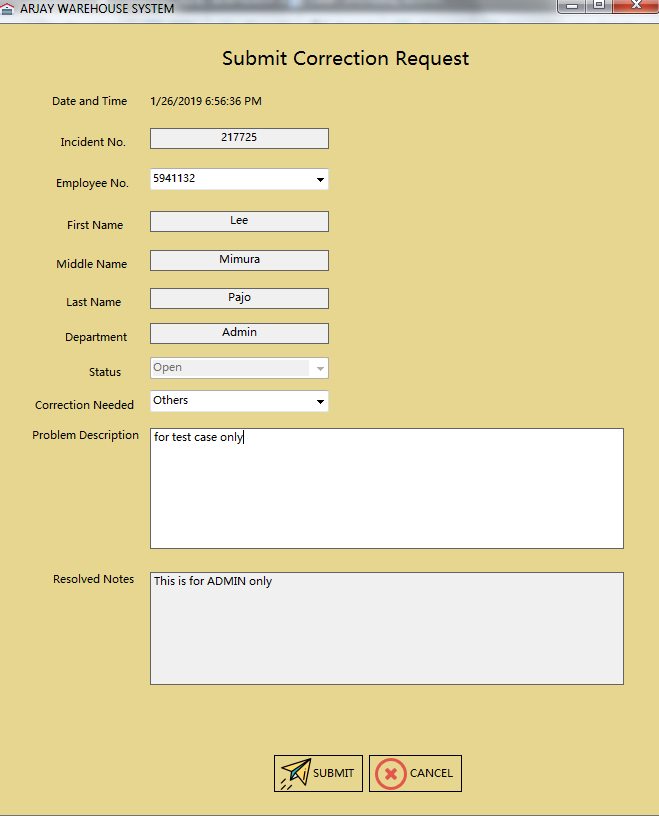 ARJAY WAREHOUSE SYSTEM
Submit Correction Request
Date and Time 1/26/2019 6:56:36 PM
Incident No. 217725
Employee No. 5941132
First Name Lee
Middle Name Mimura
Last Name Pajo
Department Admin
Status Open
Correction Needed Others
Problem Description for test case only
Resolved Notes This is for ADMIN only
SUBMIT CANCEL